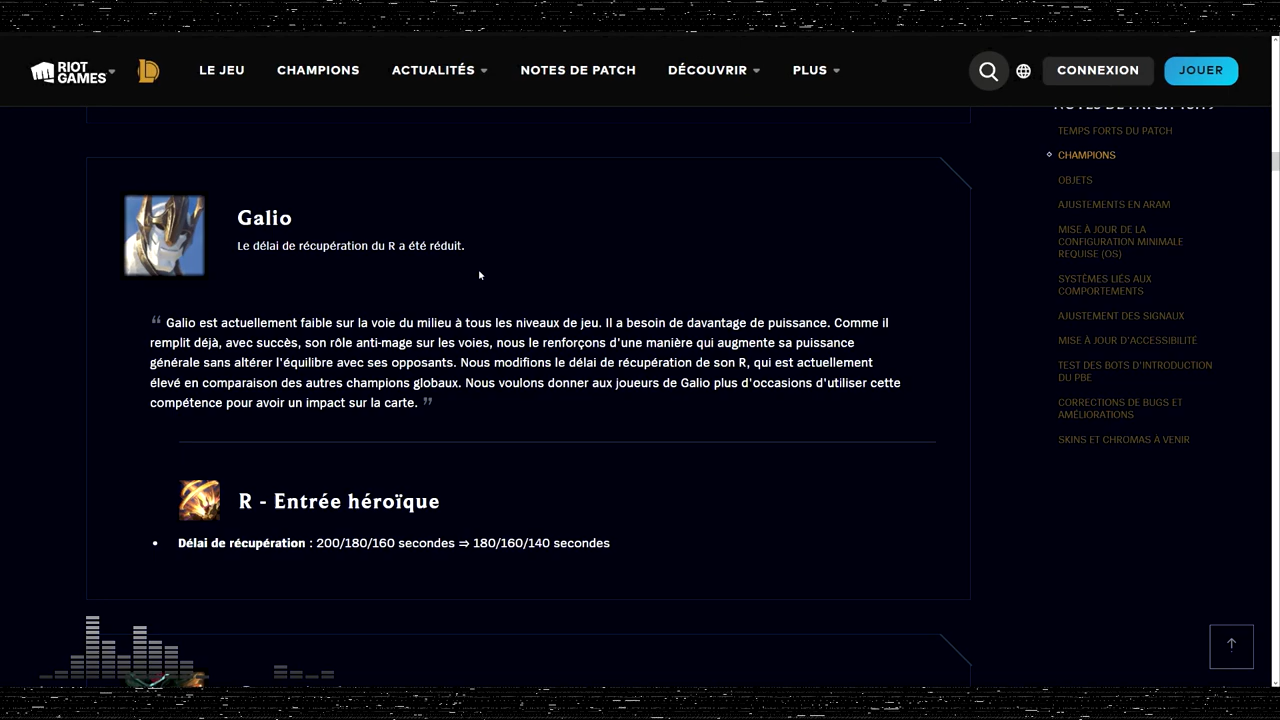 RIOT GAMES
LE JEU
CHAMPIONS
ACTUALITÉS
NOTES DE PATCH
DÉCOUVRIR
PLUS
CONNEXION
JOUER
TEMPS FORTS DU PATCH
CHAMPIONS
OBJETS
AJUSTEMENTS EN ARAM
MISE À JOUR DE LA
CONFIGURATION MINIMALE
REQUISE (OS)
SYSTÈMES LIÉS AUX
COMPORTEMENTS
AJUSTEMENT DES SIGNAUX
MISE À JOUR D'ACCESSIBILITÉ
TEST DES BOTS D'INTRODUCTION
DU PBE
CORRECTIONS DE BUGS ET
AMÉLIORATIONS
SKINS ET CHROMAS À VENIR
Galio
Le délai de récupération du R a été réduit.
“ Galio est actuellement faible sur la voie du milieu à tous les niveaux de jeu. Il a besoin de davantage de puissance. Comme il
remplit déjà, avec succès, son rôle anti-mage sur les voies, nous le renforçons d'une manière qui augmente sa puissance
générale sans altérer l'équilibre avec ses opposants. Nous modifions le délai de récupération de son R, qui est actuellement
élevé en comparaison des autres champions globaux. Nous voulons donner aux joueurs de Galio plus d'occasions d'utiliser cette
compétence pour avoir un impact sur la carte. ”
R - Entrée héroïque
• Délai de récupération : 200/180/160 secondes ⇒ 180/160/140 secondes